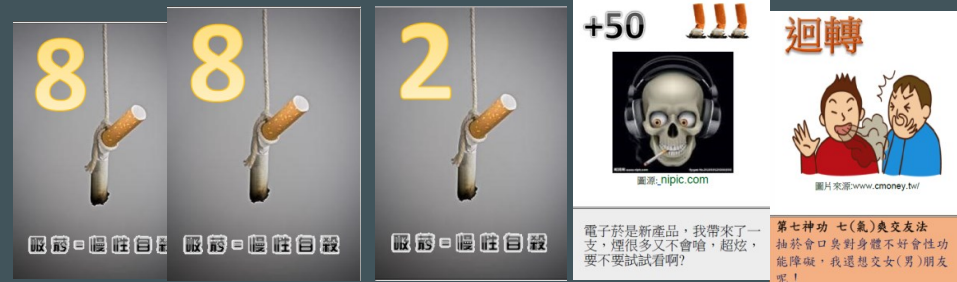 8
吸菸=慢性自
8
吸菸=慢性自殺
2
吸菸=慢性自殺
+50
圖源:_nipic.com
電子菸是新產品，我帶來了一
支，煙很多又不會嗆，超炫，
要不要試試看啊?
迴轉
圖片來源:www.cmoney.tw/
第七神功 七(氣)爽交友法
抽菸會口臭對身體不好會性功
能障礙，我還想交女(男)朋友
呢！